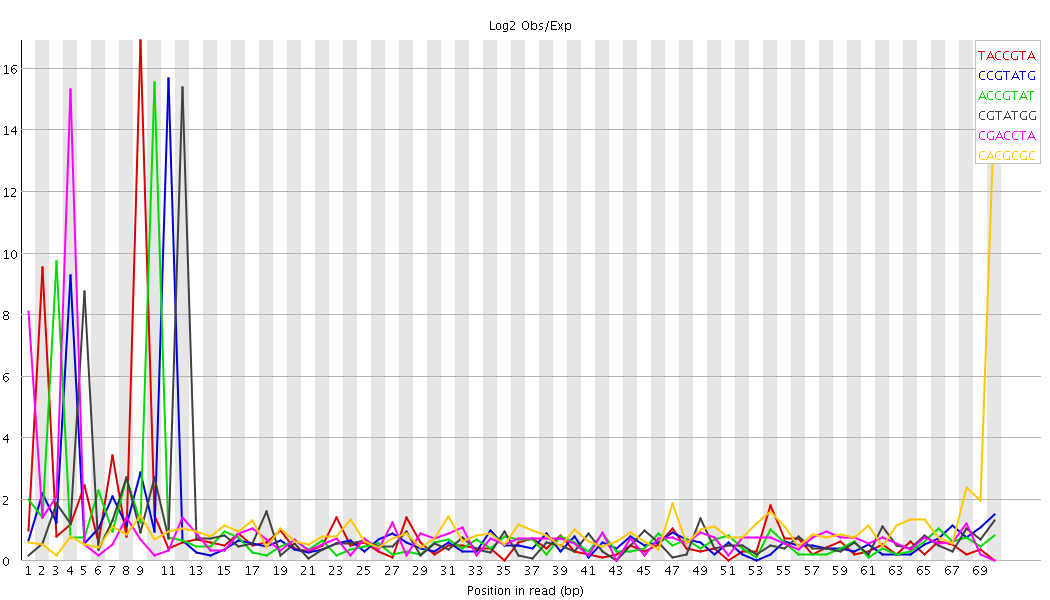 Log2 Obs/Exp
16
14
12
10
8
6
4
2
0
TACCGTA
CCGTATG
ACCGTAT
CGTATGG
CGACCTA
CACGCGC
1 2 3 4 5 6 7 8 9 11 13 15 17 19 21 23 25 27 29 31 33 35 37 39 41 43 45 47 49 51 53 55 57 59 61 63 65 67 69
Position in read (bp)